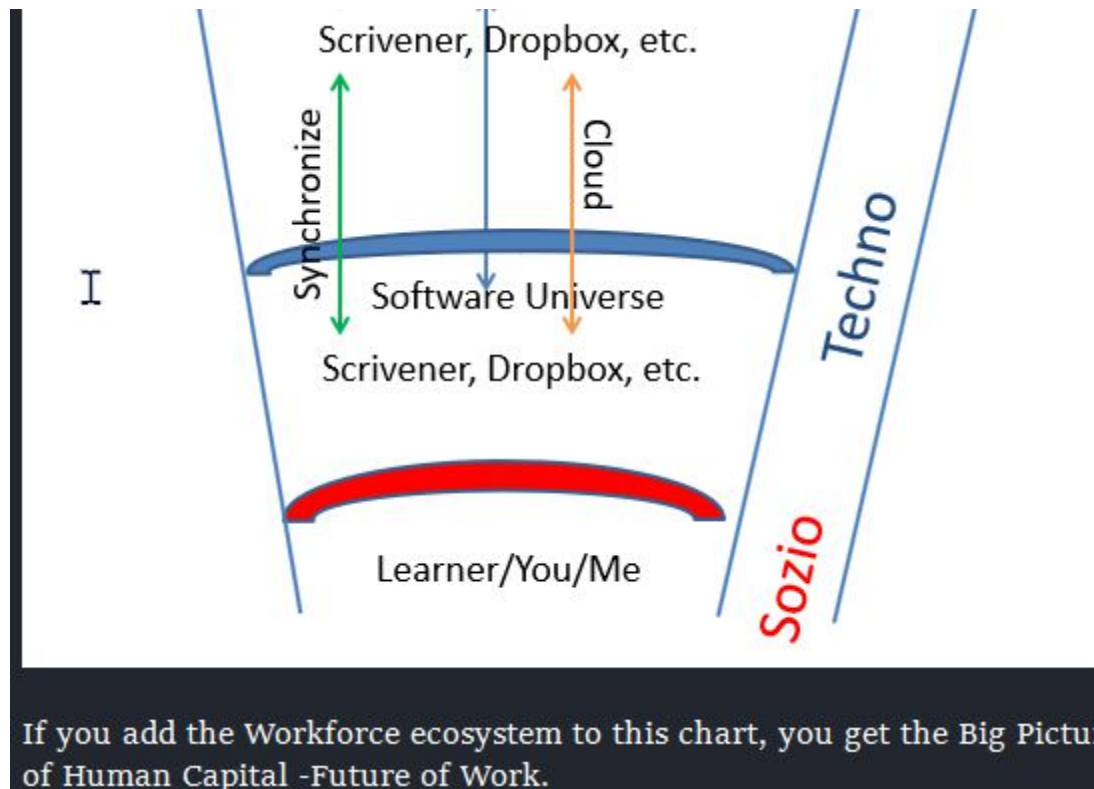 Scrivener, Dropbox, etc.
Synchronize
Cloud
Software Universe
Scrivener, Dropbox, etc.
Techno
Learner/You/Me
Sozio
If you add the Workforce ecosystem to this chart, you get the Big Pictu
of Human Capital -Future of Work.